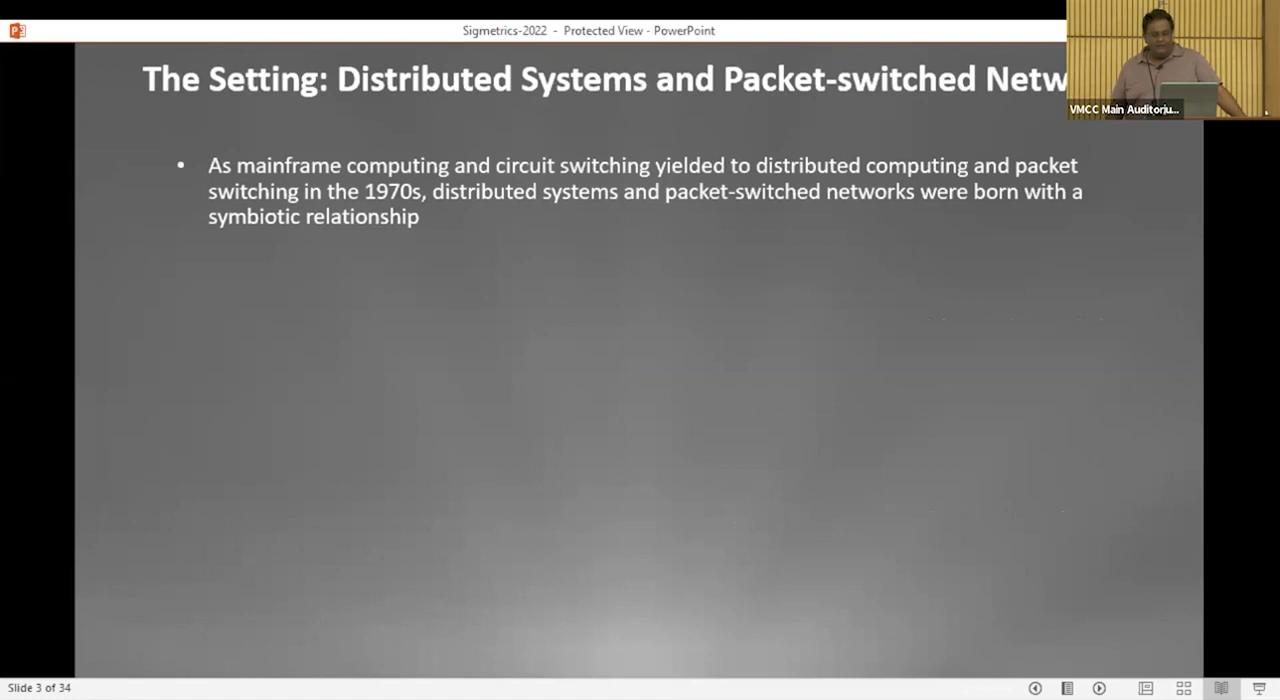 Sigmetrics-2022 - Protected View - PowerPoint
The Setting: Distributed Systems and Packet-switched Netw
VMCC Main Auditoriu...
• As mainframe computing and circuit switching yielded to distributed computing and packet
switching in the 1970s, distributed systems and packet-switched networks were born with a
symbiotic relationship
Slide 3 of 34